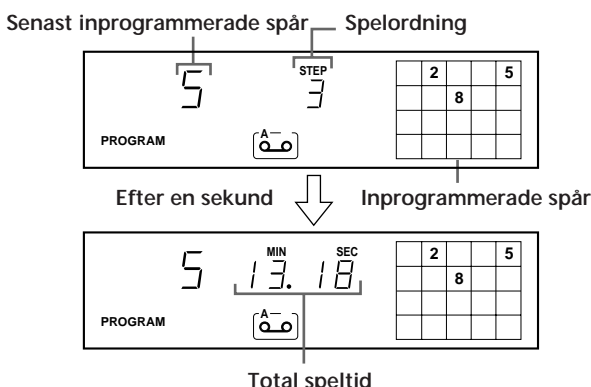 Senast inprogrammerade spår Spelordning
STEP
5 3
2 5
8
PROGRAM
A
Efter en sekund Inprogrammerade spår
MIN SEC
5 13. 18
2 5
8
PROGRAM
A
Total speltid